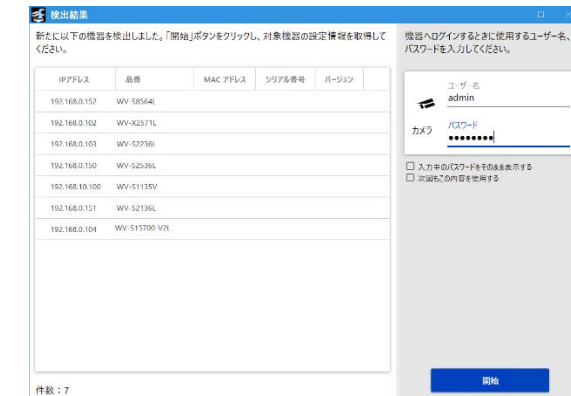 検出結果
新たに以下の機器を検出しました。「開始」ボタンをクリックし、対象機器の設定情報を取得して
ください。
IPアドレス 品番 MAC アドレス シリアル番号 バージョン
192.168.0.152 WV-S8564L
192.168.0.102 WV-X2571L
192.168.0.103 WV-S2236L
192.168.0.150 WV-S2536L
192.168.10.100 WV-S1135V
192.168.0.151 WV-S2136L
192.168.0.104 WV-S15700-V2L
件数：7
機器へログインするときに使用するユーザー名、
パスワードを入力してください。
ユーザー名
admin
カメラ
パスワード
••••••••
入力中のパスワードをそのまま表示する
次回もこの内容を使用する
開始